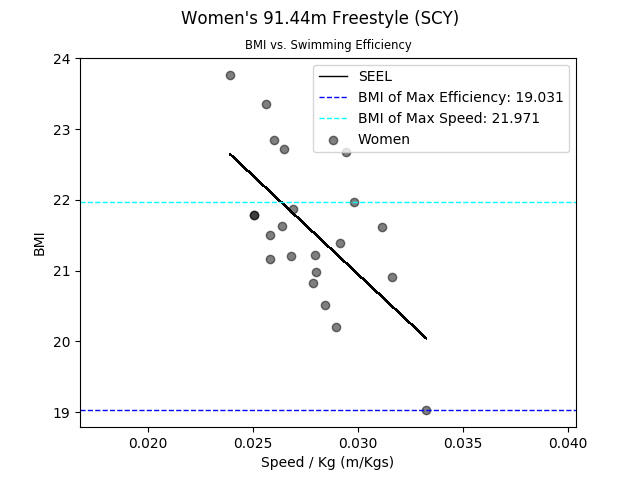 Women's 91.44m Freestyle (SCY)
BMI vs. Swimming Efficiency
24
23
22
21
20
19
BMI
SEEL
BMI of Max Efficiency: 19.031
BMI of Max Speed: 21.971
Women
0.020 0.025 0.030 0.035 0.040
Speed / Kg (m/Kgs)